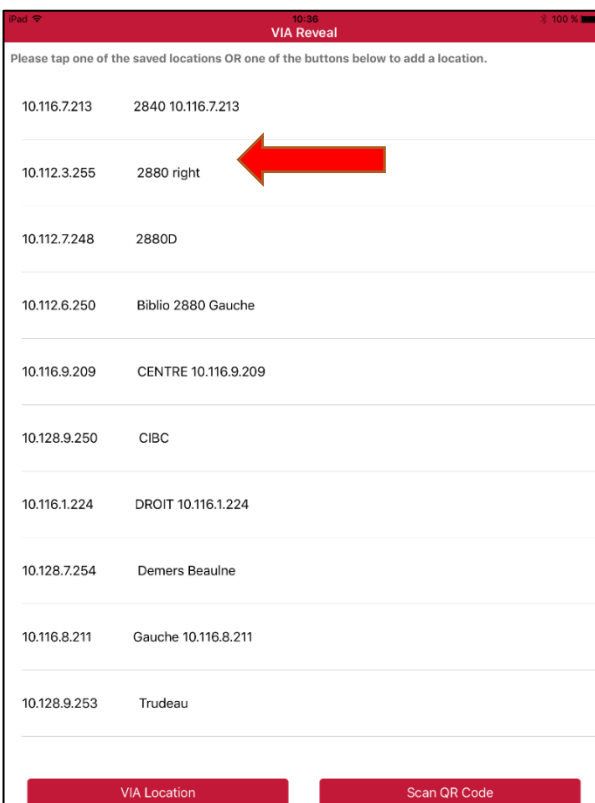 iPad 10:36 100 %
VIA Reveal
Please tap one of the saved locations OR one of the buttons below to add a location.
10.116.7.213 2840 10.116.7.213
10.112.3.255 2880 right
10.112.7.248 2880D
10.112.6.250 Biblio 2880 Gauche
10.116.9.209 CENTRE 10.116.9.209
10.128.9.250 CIBC
10.116.1.224 DROIT 10.116.1.224
10.128.7.254 Demers Beaulne
10.116.8.211 Gauche 10.116.8.211
10.128.9.253 Trudeau
VIA Location Scan QR Code